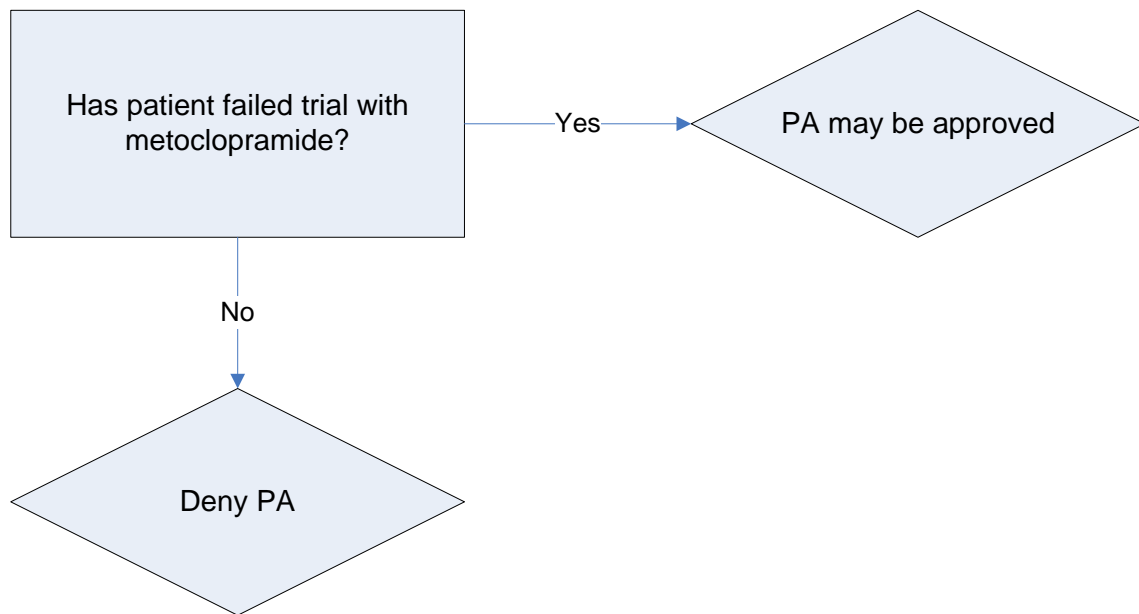 Has patient failed trial with
metoclopramide?
Yes
PA may be approved
No
Deny PA